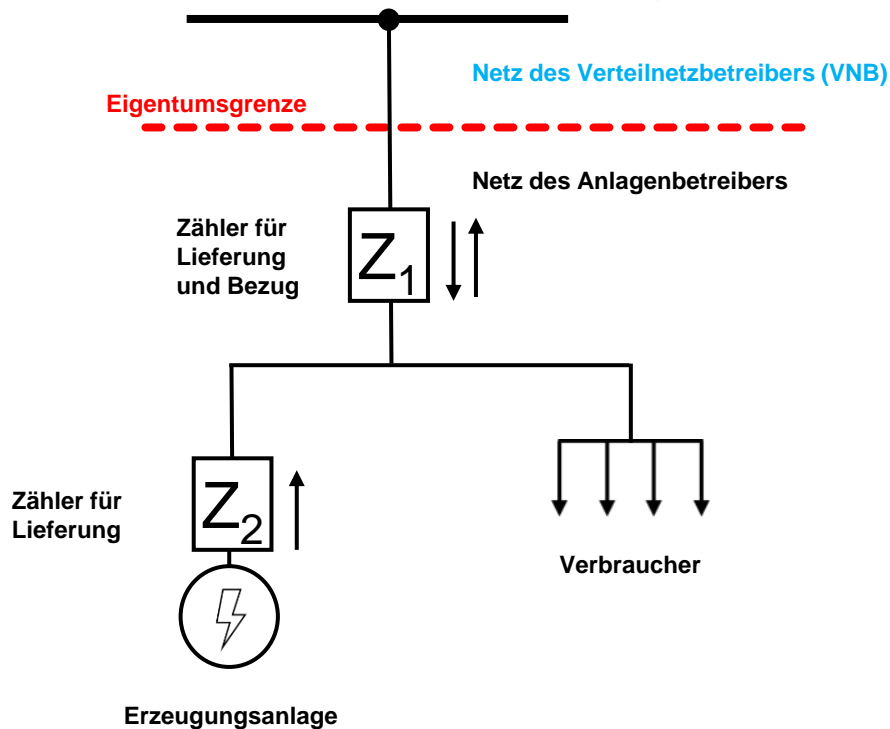 Netz des Verteilnetzbetreibers (VNB)
Eigentumsgrenze
Netz des Anlagenbetreibers
Zähler für
Lieferung
und Bezug
Z1
Zähler für
Lieferung
Z2
Verbraucher
Erzeugungsanlage